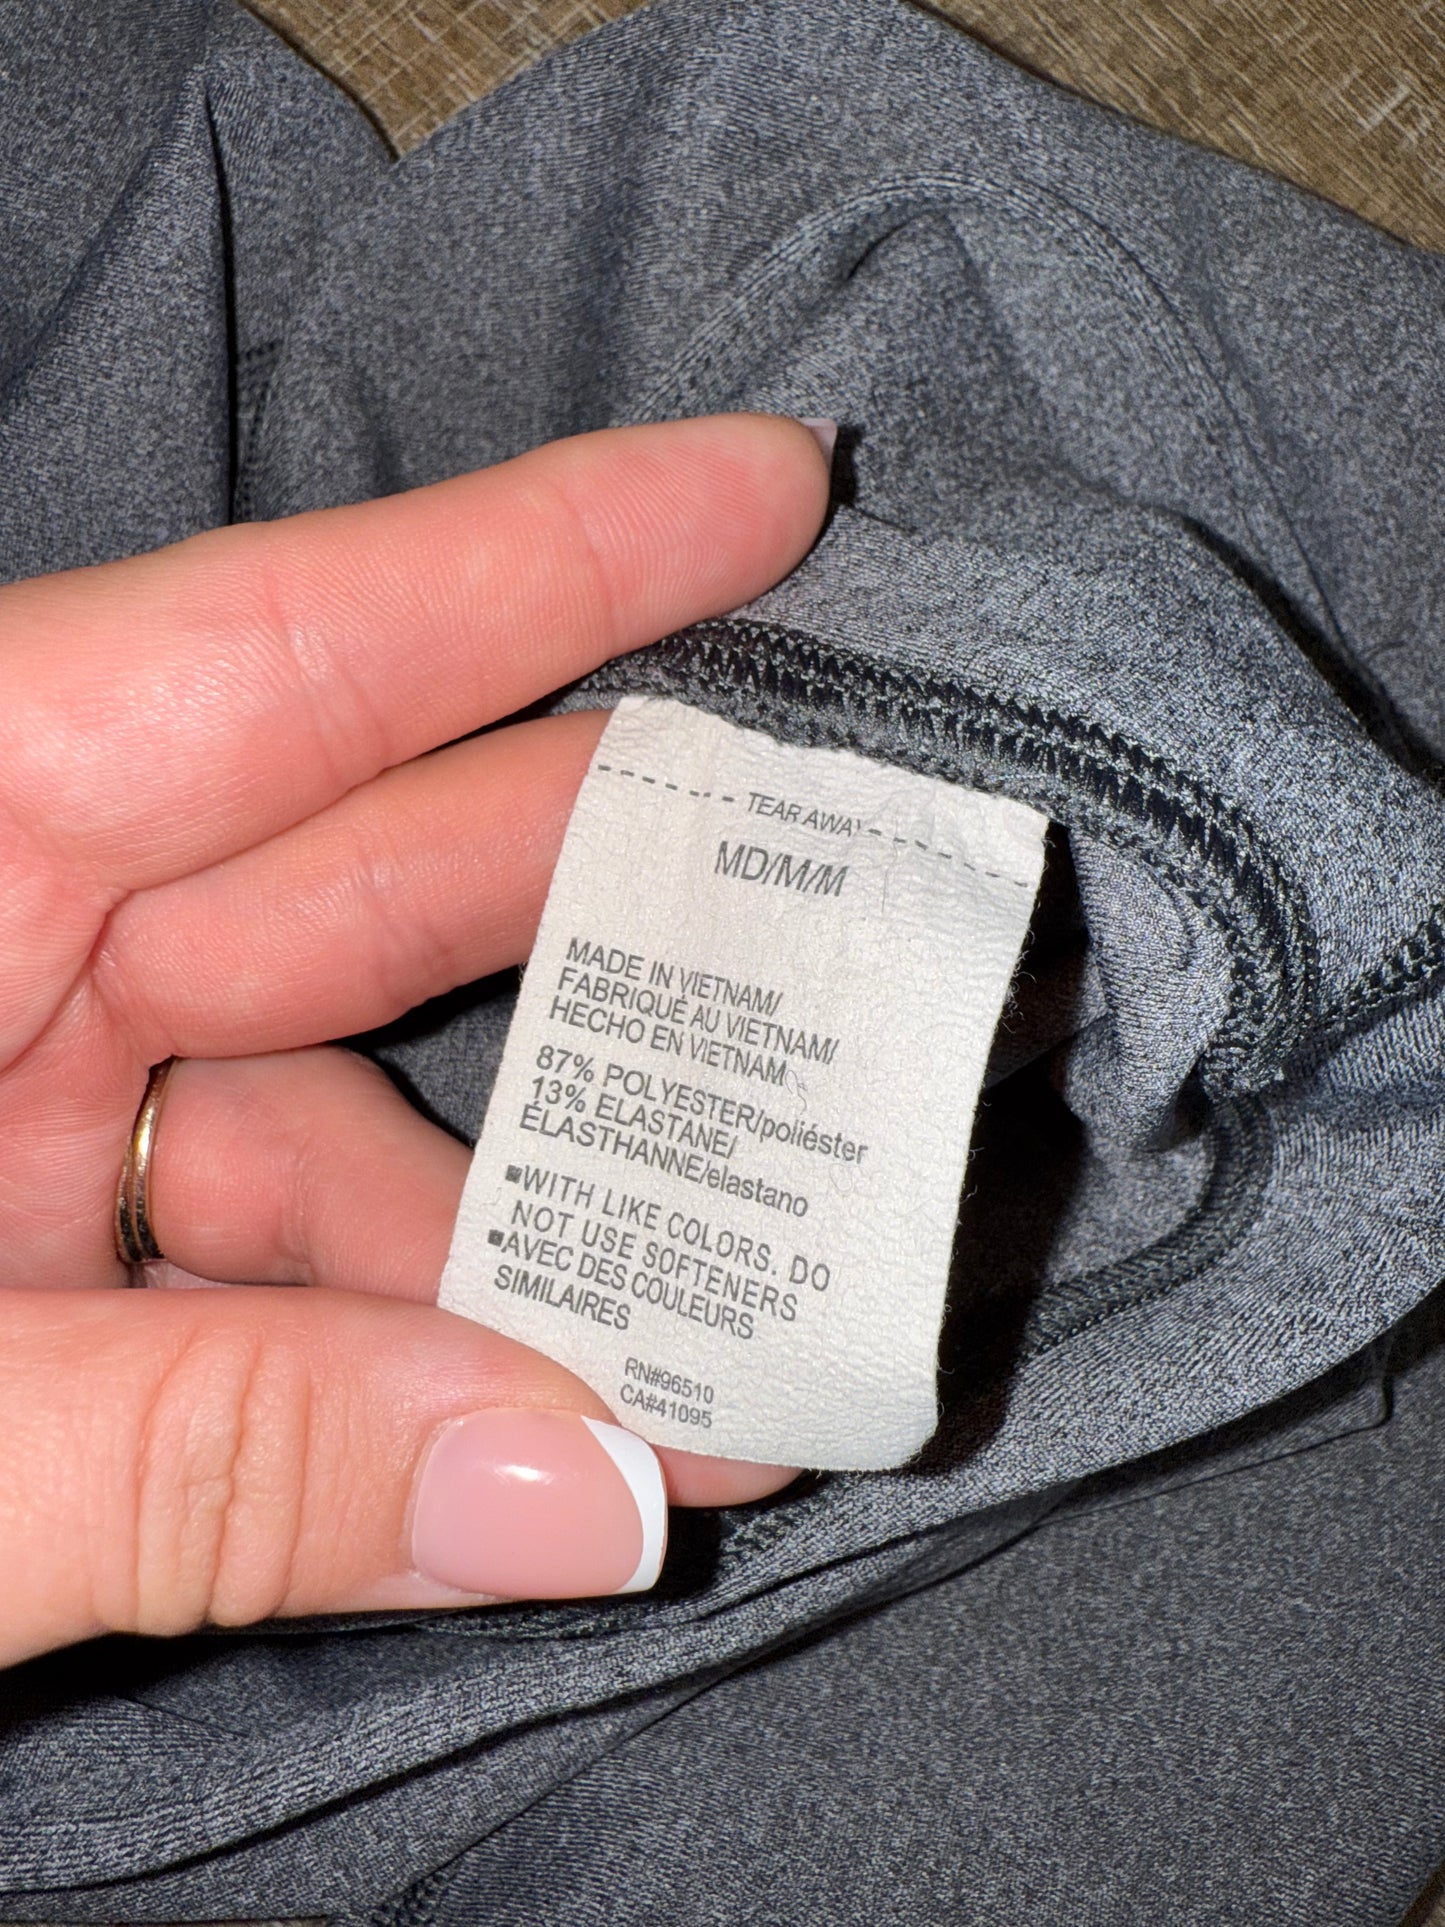 TEAR AWAY
MD/M/M
MADE IN VIETNAM/
FABRIQUÉ AU VIETNAM/
HECHO EN VIETNAM
87% POLYESTER/poliéster
13% ELASTANE/
ÉLASTHANNE/elastano
▪WITH LIKE COLORS. DO
NOT USE SOFTENERS
▪AVEC DES COULEURS
SIMILAIRES
RN#96510
CA#41095